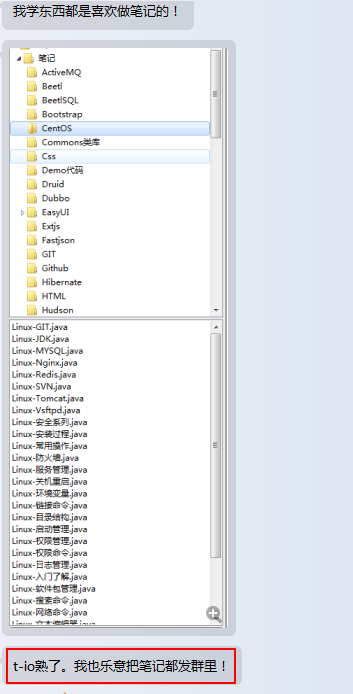 我学东西都是喜欢做笔记的！
笔记
ActiveMQ
Beetl
BeetlSQL
Bootstrap
CentOS
Commons类库
Css
Demo代码
Druid
Dubbo
EasyUI
Extjs
Fastjson
GIT
Github
Hibernate
HTML
Hudson
Linux-GIT.java
Linux-JDK.java
Linux-MYSQL.java
Linux-Nginx.java
Linux-Redis.java
Linux-SVN.java
Linux-Tomcat.java
Linux-Vsftpd.java
Linux-安全系列.java
Linux-安装过程.java
Linux-常用操作.java
Linux-防火墙.java
Linux-服务管理.java
Linux-关机重启.java
Linux-环境变量.java
Linux-链接命令.java
Linux-目录结构.java
Linux-启动管理.java
Linux-权限管理.java
Linux-权限命令.java
Linux-日志管理.java
Linux-入门了解.java
Linux-软件包管理.java
Linux-搜索命令.java
Linux-网络命令.java
Linux-文本编辑器.java
t-io熟了。我也乐意把笔记都发群里！